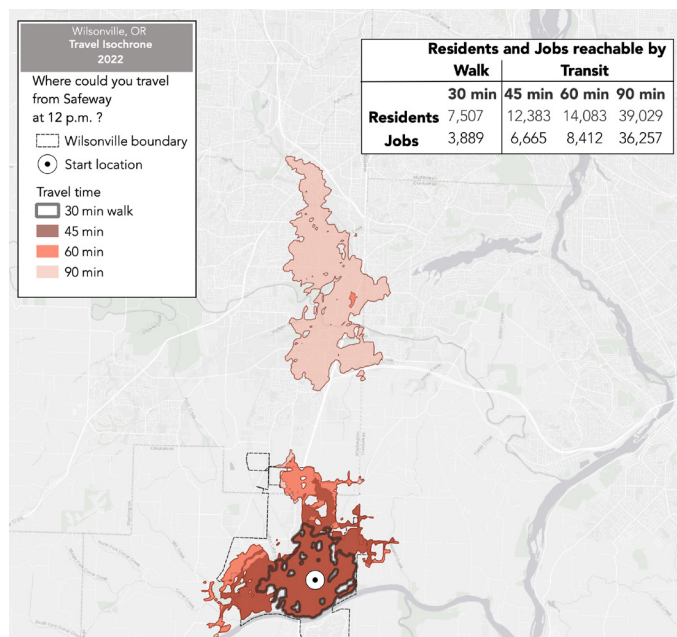 Wilsonville, OR
Travel Isochrone
2022
Where could you travel
from Safeway
at 12 p.m. ?
Wilsonville boundary
Start location
Travel time
30 min walk
45 min
60 min
90 min
Residents and Jobs reachable by
Walk Transit
30 min 45 min 60 min 90 min
Residents 7,507 12,383 14,083 39,029
Jobs 3,889 6,665 8,412 36,257